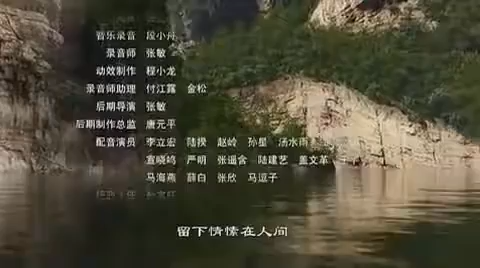 音乐录音 段小舟
录音师 张敏
动效制作 程小龙
录音师助理 付江露 金松
后期导演 张敏
后期制作总监 唐元平
配音演员 李立宏 陆揆 赵岭 孙星 汤水雨
宣晓鸣 严明 张遥含 陆建艺 盖文革
马海燕 薛白 张欣 马逗子
留下情愫在人间